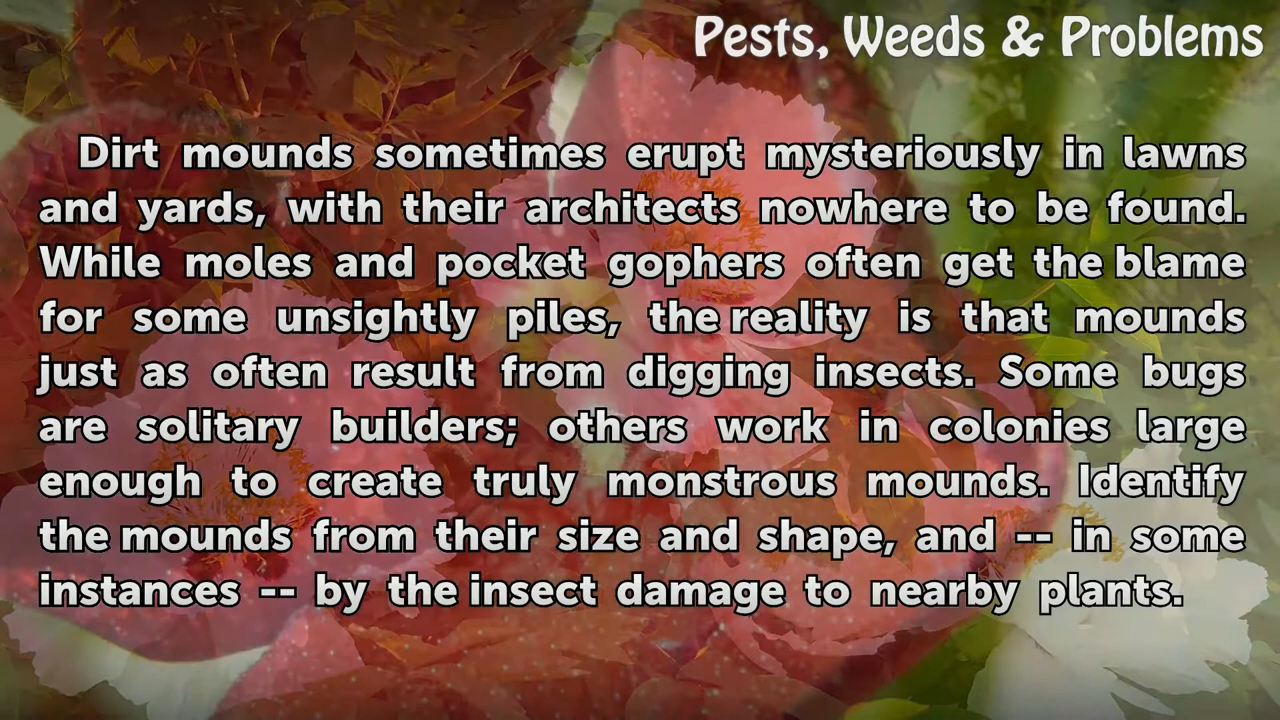 Pests, Weeds & Problems
Dirt mounds sometimes erupt mysteriously in lawns
and yards, with their architects nowhere to be found.
While moles and pocket gophers often get the blame
for some unsightly piles, the reality is that mounds
just as often result from digging insects. Some bugs
are solitary builders; others work in colonies large
enough to create truly monstrous mounds. Identify
the mounds from their size and shape, and -- in some
instances -- by the insect damage to nearby plants.